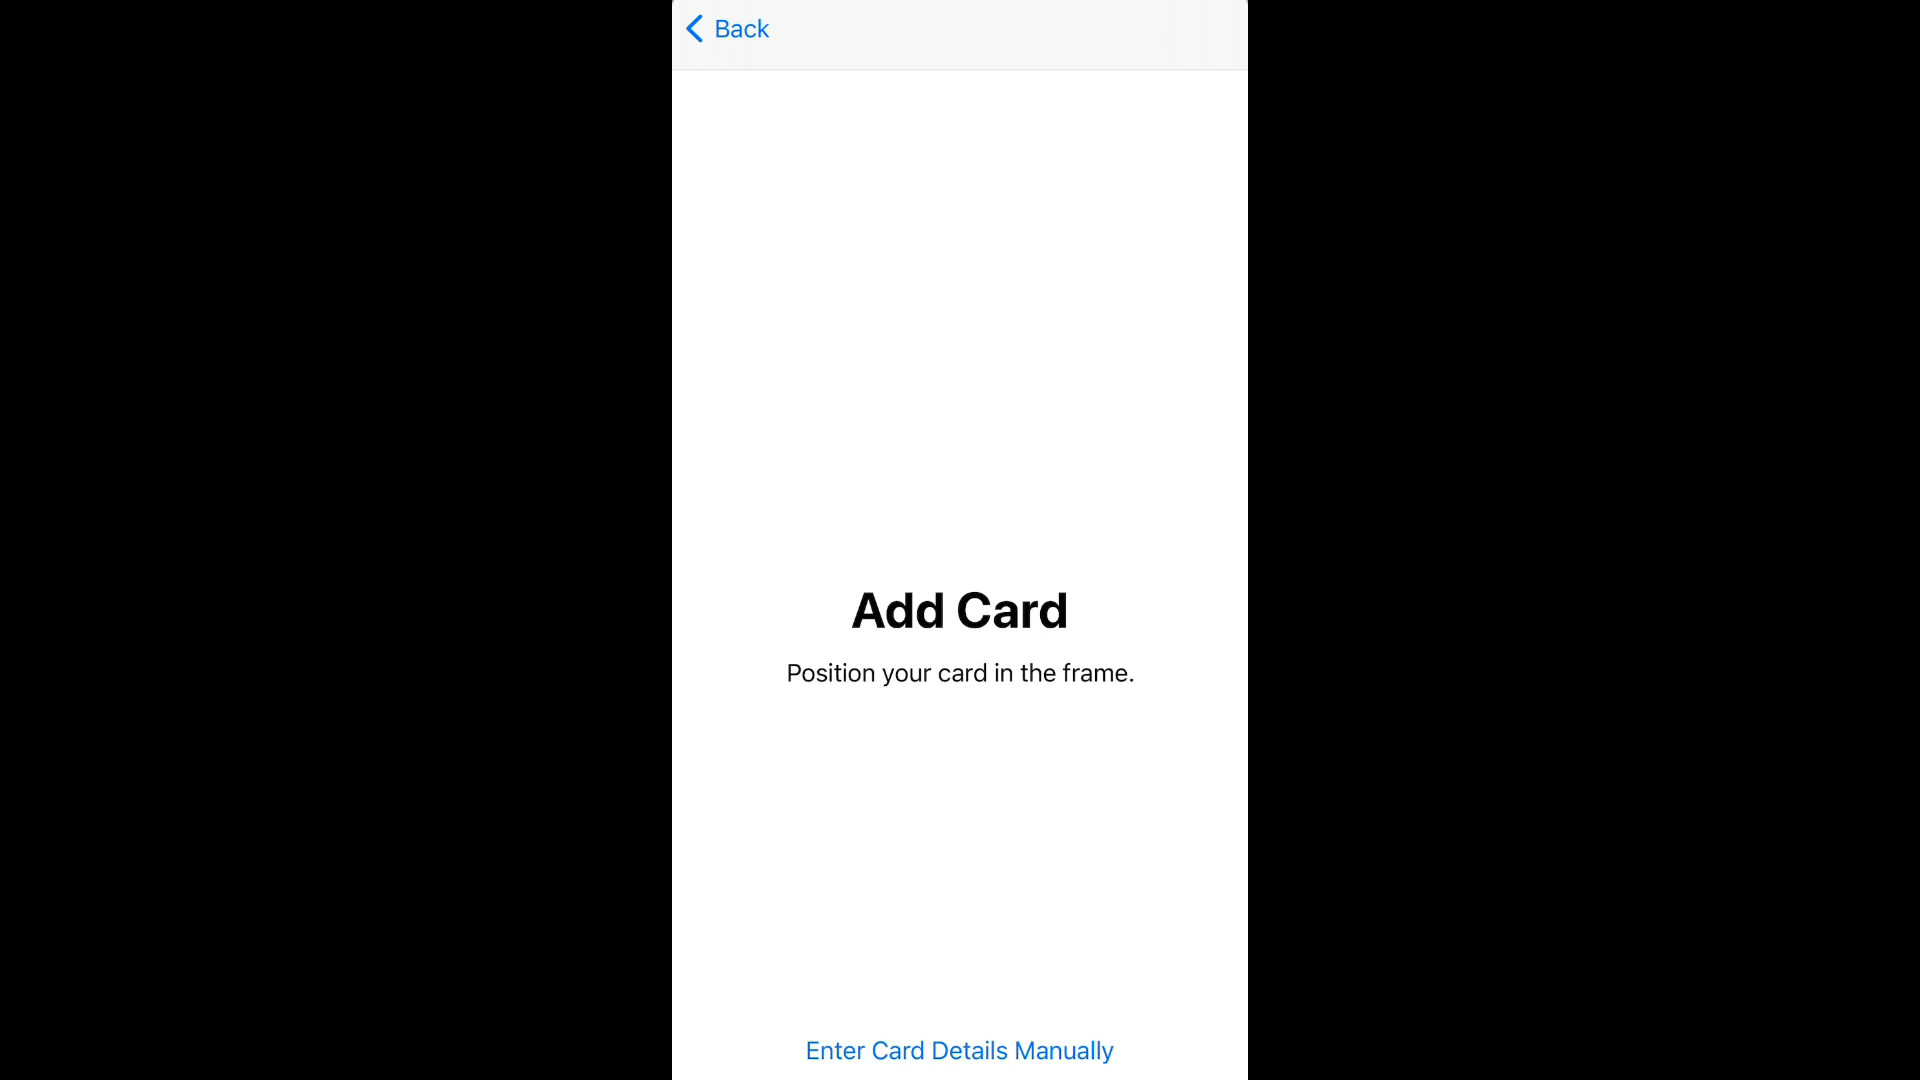 Back
Add Card
Position your card in the frame.
Enter Card Details Manually